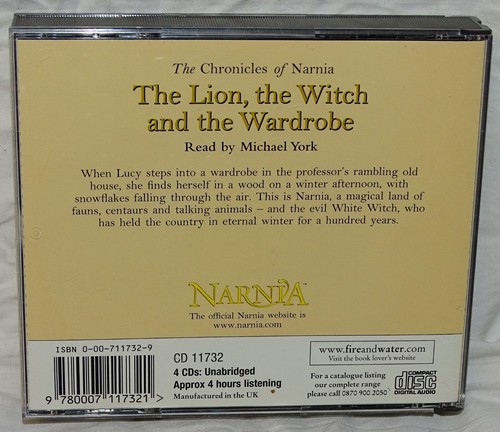 The Chronicles of Narnia
The Lion, the Witch
and the Wardrobe
Read by Michael York
When Lucy steps into a wardrobe in the professor's rambling old
house, she finds herself in a wood on a winter afternoon, with
snowflakes falling through the air. This is Narnia, a magical land of
fauns, centaurs and talking animals – and the evil White Witch, who
has held the country in eternal winter for a hundred years.
NARNIA
The official Narnia website is
www.narnia.com
ISBN 0-00-711732-9
9 780007 117321 >
CD 11732
4 CDs: Unabridged
Approx 4 hours listening
Manufactured in the UK
www.fireandwater.com
Visit the book lover's website
For a catalogue listing
our complete range
please call 0870 900 2050
COMPACT
disc
DIGITAL AUDIO